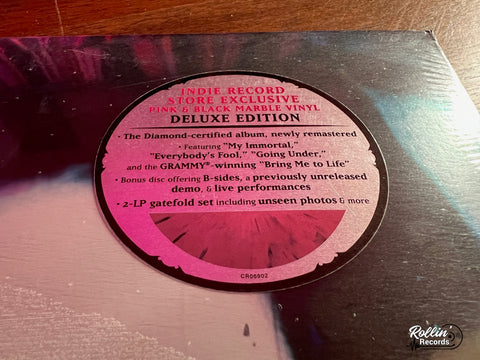 INDIE RECORD
STORE EXCLUSIVE
PINK & BLACK MARBLE VINYL
DELUXE EDITION
• The Diamond-certified album, newly remastered
• Featuring "My Immortal,"
"Everybody's Fool," "Going Under,"
and the GRAMMY®-winning "Bring Me to Life"
• Bonus disc offering B-sides, a previously unreleased
demo, & live performances
• 2-LP gatefold set including unseen photos & more
CR06902
Rollin'
Records